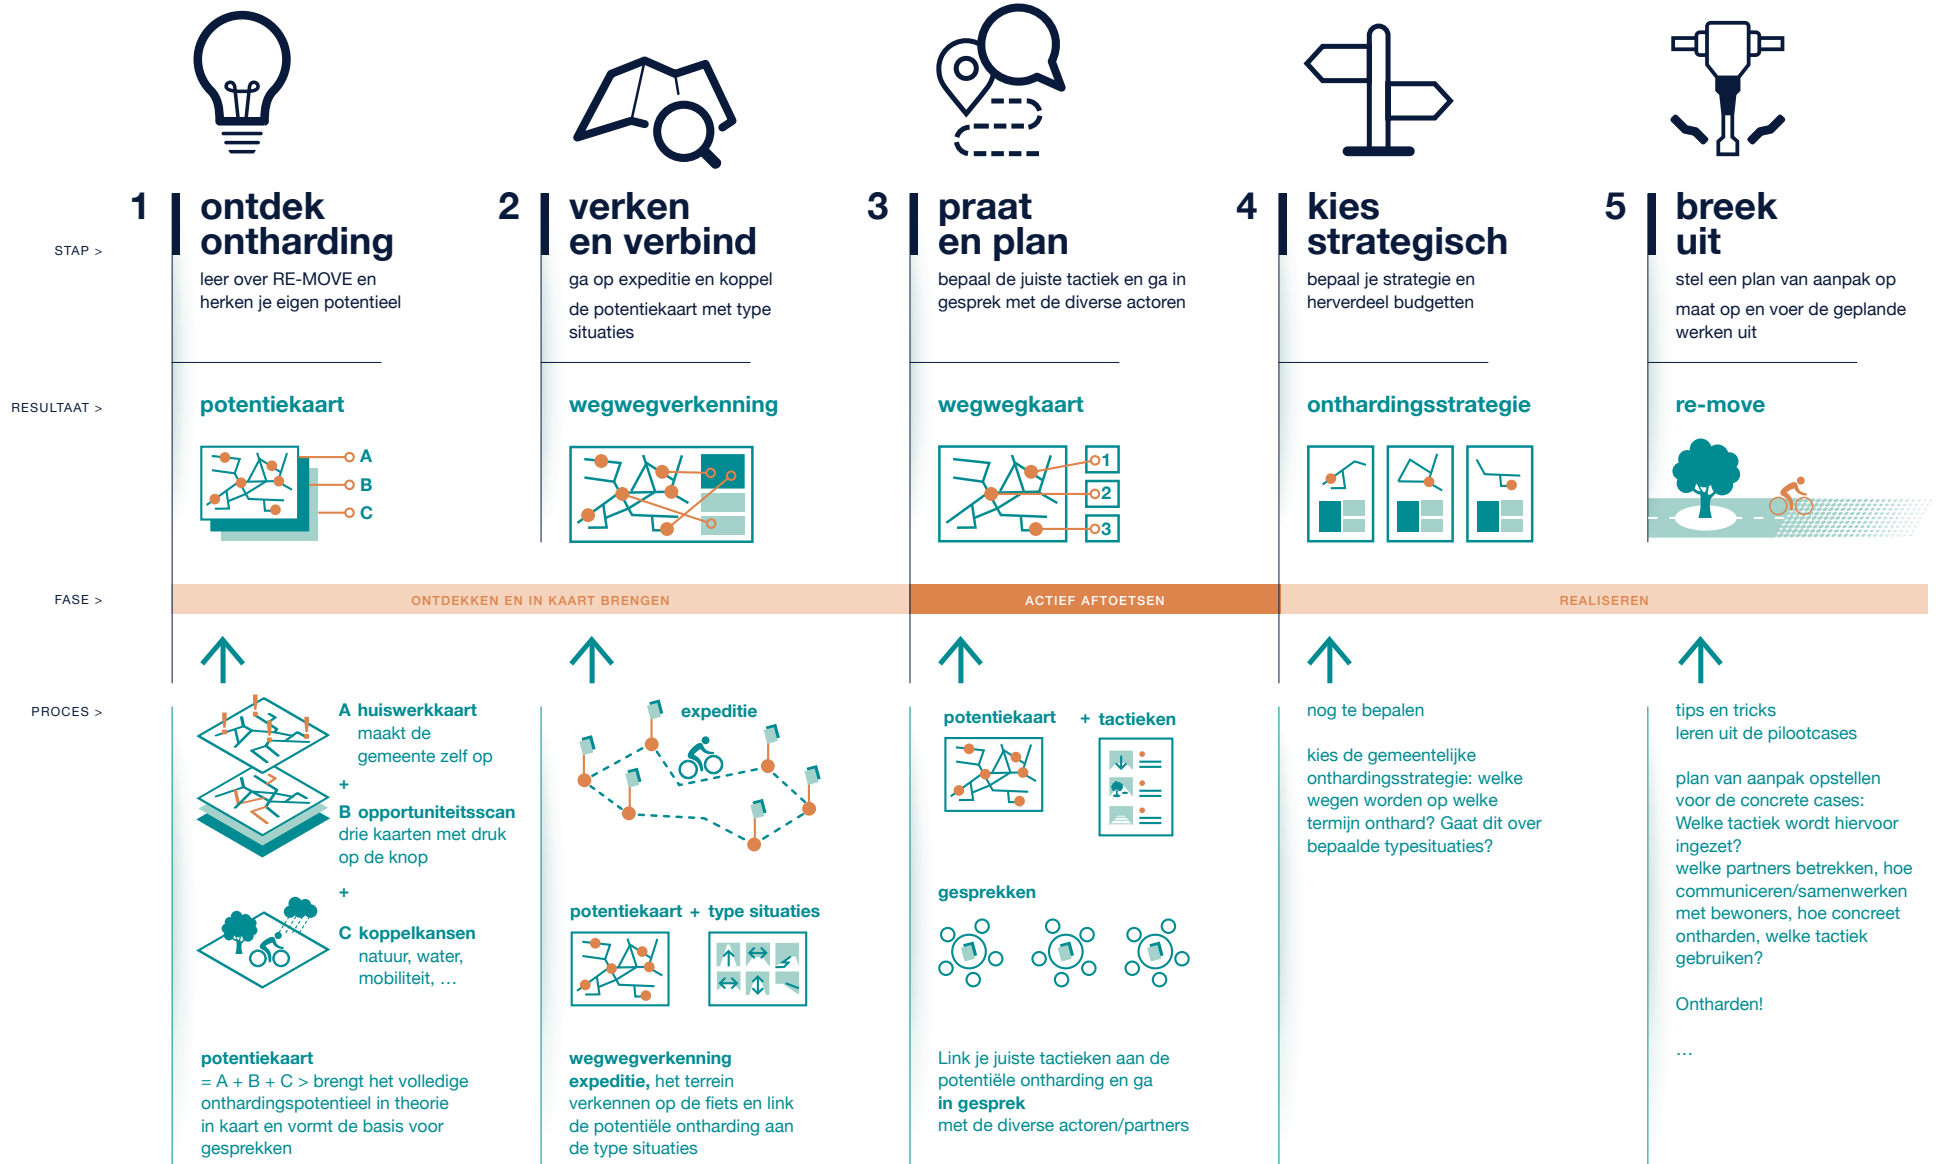 STAP >
1
ontdek
ontharding
leer over RE-MOVE en
herken je eigen potentieel
2
verken
en verbind
ga op expeditie en koppel
de potentiekaart met type
situaties
3
praat
en plan
bepaal de juiste tactiek en ga in
gesprek met de diverse actoren
4
kies
strategisch
bepaal je strategie en
herverdeel budgetten
5
breek
uit
stel een plan van aanpak op
maat op en voer de geplande
werken uit
RESULTAAT >
potentiekaart
A
B
C
wegwegverkenning
wegwegkaart
1
2
3
onthardingsstrategie
re-move
FASE >
ONTDEKKEN EN IN KAART BRENGEN
ACTIEF AFTOETSEN
REALISEREN
PROCES >
A huiswerkkaart
maakt de
gemeente zelf op
+
B opportuniteitsscan
drie kaarten met druk
op de knop
+
C koppelkansen
natuur, water,
mobiliteit, …
potentiekaart
= A + B + C > brengt het volledige
onthardingspotentieel in theorie
in kaart en vormt de basis voor
gesprekken
expeditie
potentiekaart + type situaties
wegwegverkenning
expeditie, het terrein
verkennen op de fiets en link
de potentiële ontharding aan
de type situaties
potentiekaart + tactieken
gesprekken
Link je juiste tactieken aan de
potentiële ontharding en ga
in gesprek
met de diverse actoren/partners
nog te bepalen
kies de gemeentelijke
onthardingsstrategie: welke
wegen worden op welke
termijn onthard? Gaat dit over
bepaalde typesituaties?
tips en tricks
leren uit de pilootcases
plan van aanpak opstellen
voor de concrete cases:
Welke tactiek wordt hiervoor
ingezet?
welke partners betrekken, hoe
communiceren/samenwerken
met bewoners, hoe concreet
ontharden, welke tactiek
gebruiken?
Ontharden!
…